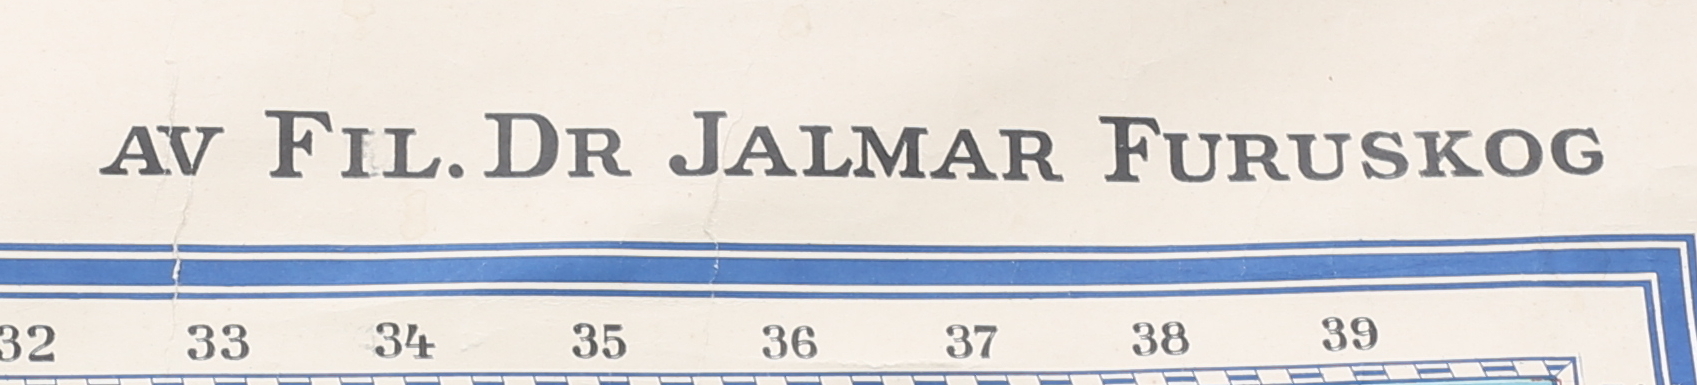 AV FIL. DR JALMAR FURUSKOG
32 33 34 35 36 37 38 39